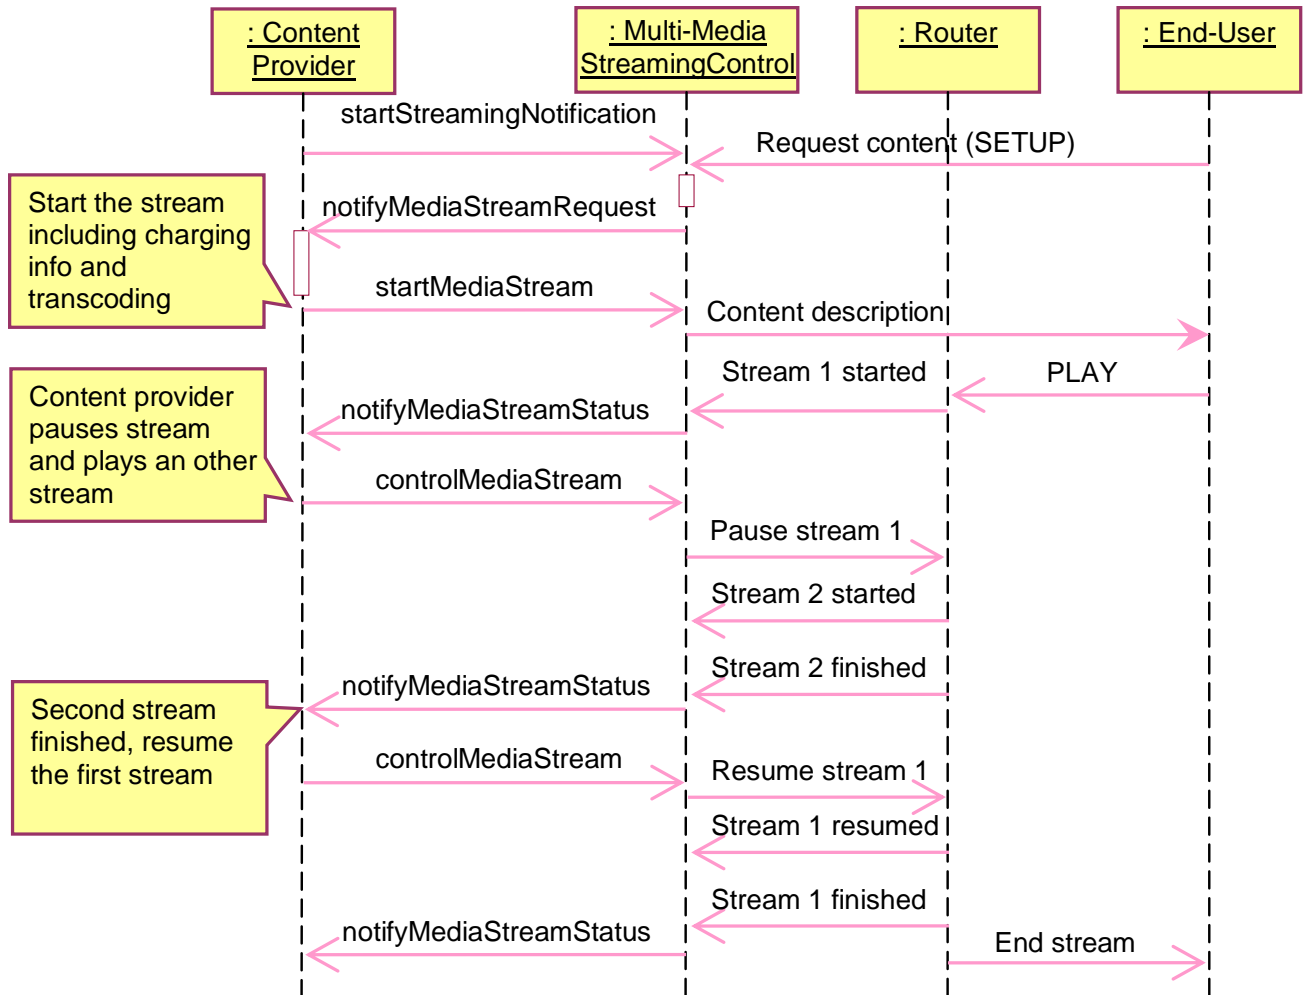 : Content
Provider
: Multi-Media
StreamingControl
: Router
: End-User
startStreamingNotification
Request content (SETUP)
Start the stream
including charging
info and
transcoding
notifyMediaStreamRequest
startMediaStream
Content description
Stream 1 started
PLAY
Content provider
pauses stream
and plays an other
stream
notifyMediaStreamStatus
controlMediaStream
Pause stream 1
Stream 2 started
Stream 2 finished
notifyMediaStreamStatus
Second stream
finished, resume
the first stream
controlMediaStream
Resume stream 1
Stream 1 resumed
Stream 1 finished
notifyMediaStreamStatus
End stream